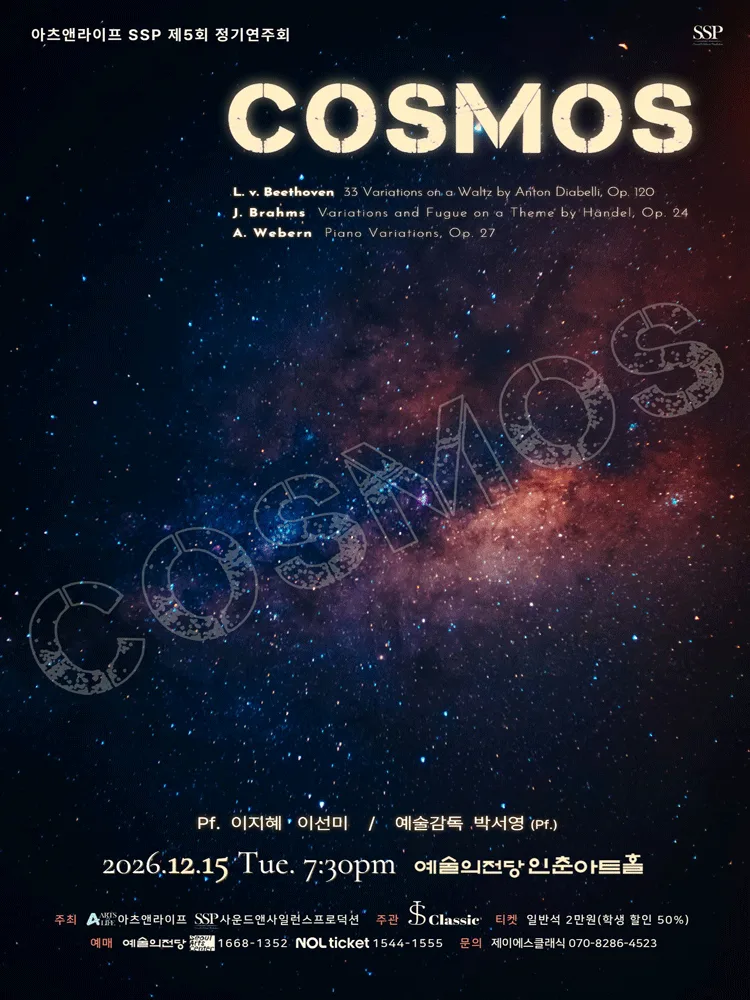 아츠앤라이프 SSP 제5회 정기연주회
SSP
COSMOS
L. v. Beethoven 33 Variations on a Waltz by Anton Diabelli, Op. 120
J. Brahms Variations and Fugue on a Theme by Händel, Op. 24
A. Webern Piano Variations, Op. 27
COSMOS
Pf. 이지혜 이선미 / 예술감독 박서영 (Pf.)
2026.12.15 Tue. 7:30pm 예술의전당 인춘아트홀
주최 ARTS LIFE 아츠앤라이프 SSP 사운드앤사일런스프로덕션 주관 JS Classic 티켓 일반석 2만원(학생 할인 50%)
예매 예술의전당 Seoul Arts Center 1668-1352 NOL ticket 1544-1555 문의 제이에스클래식 070-8286-4523